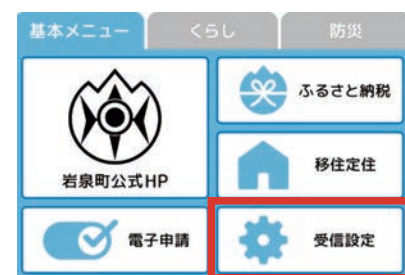 基本メニュー
くらし
防災
岩泉町公式HP
ふるさと納税
移住定住
電子申請
受信設定